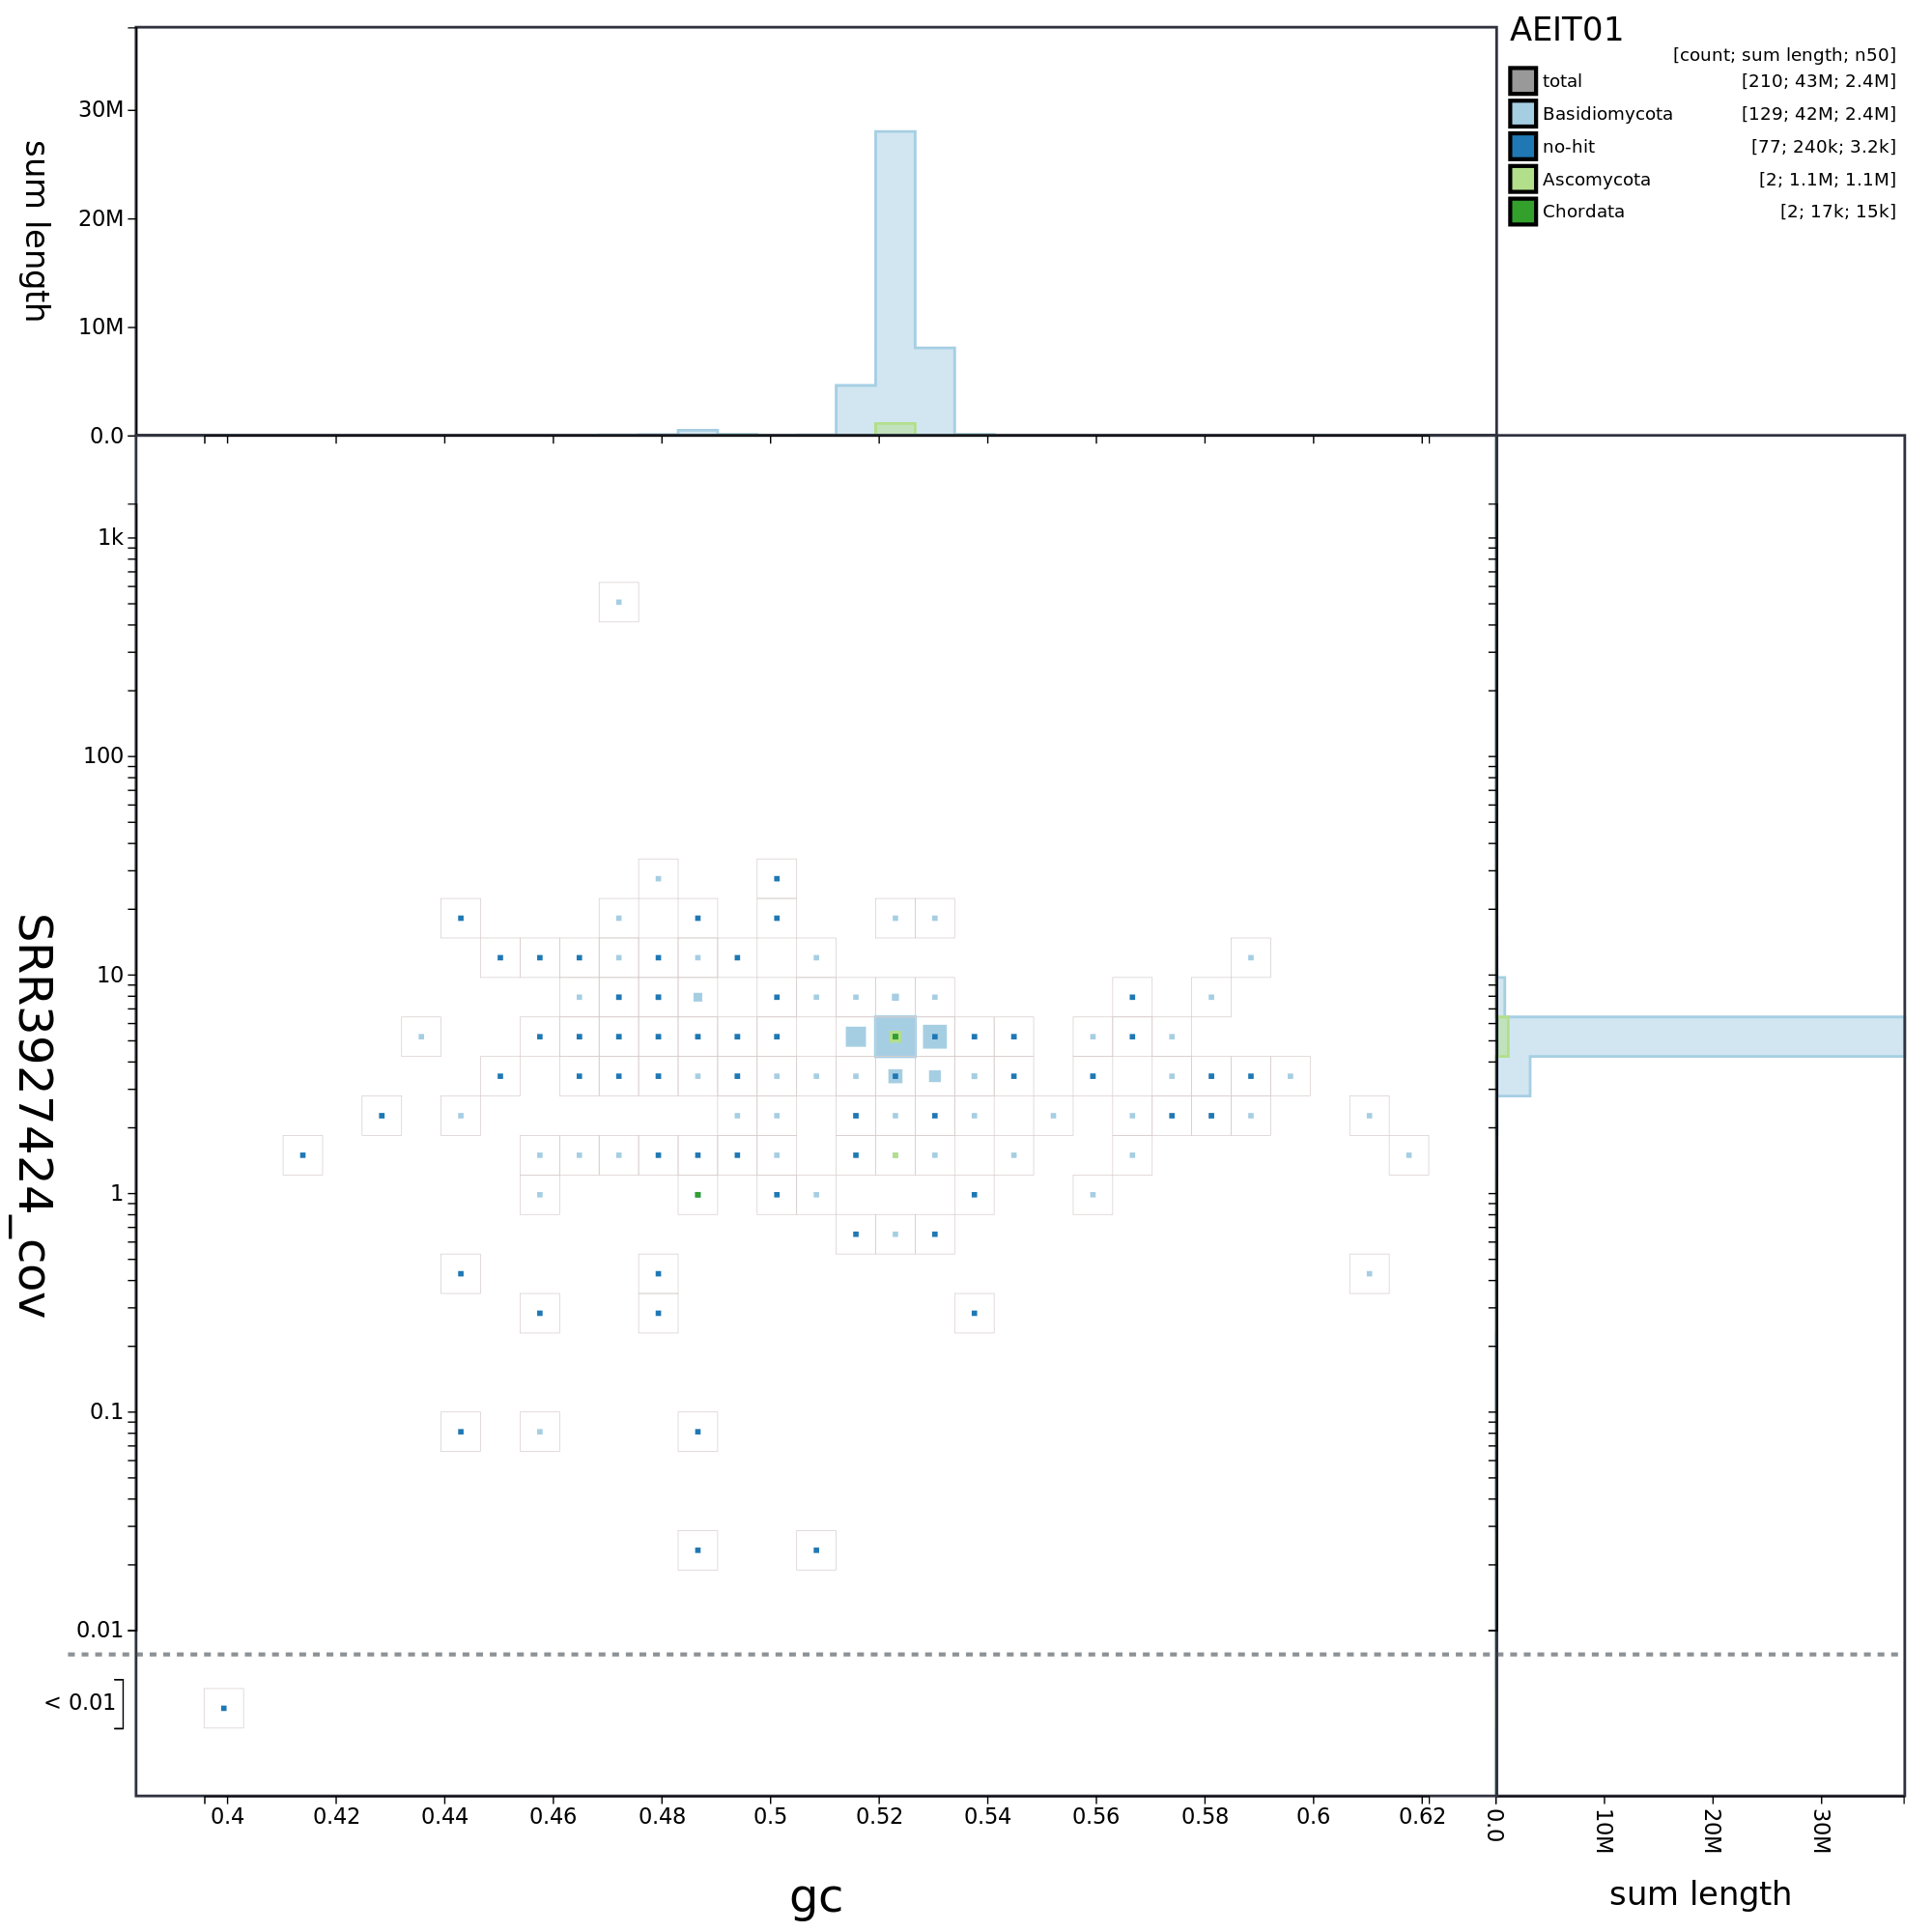 AEIT01
[count; sum length; n50]
total [210; 43M; 2.4M]
Basidiomycota [129; 42M; 2.4M]
no-hit [77; 240k; 3.2k]
Ascomycota [2; 1.1M; 1.1M]
Chordata [2; 17k; 15k]
sum length
30M
20M
10M
0.0
SRR3927424_cov
1k
100
10
1
0.1
0.01
< 0.01
0.4 0.42 0.44 0.46 0.48 0.5 0.52 0.54 0.56 0.58 0.6 0.62
gc
0.0 10M 20M 30M
sum length